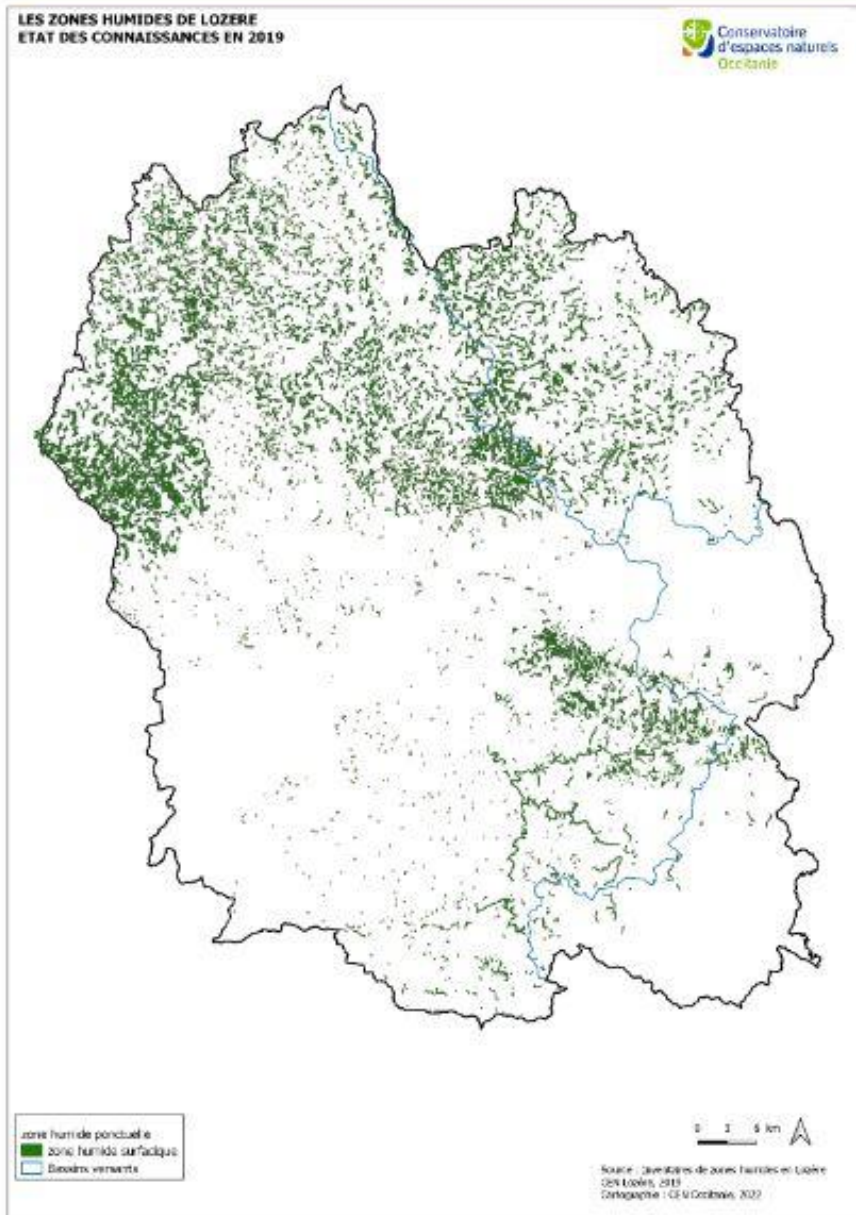 LES ZONES HUMIDES DE LOZERE
ETAT DES CONNAISSANCES EN 2019
Conservatoire
d'espaces naturels
Occitanie
zone humide ponctuelle
zone humide surfacique
Bassins versants
0 3 6 km
Source : Inventaires de zones humides en Lozère
CEN Lozère, 2019
Cartographie : CEN Occitanie, 2022